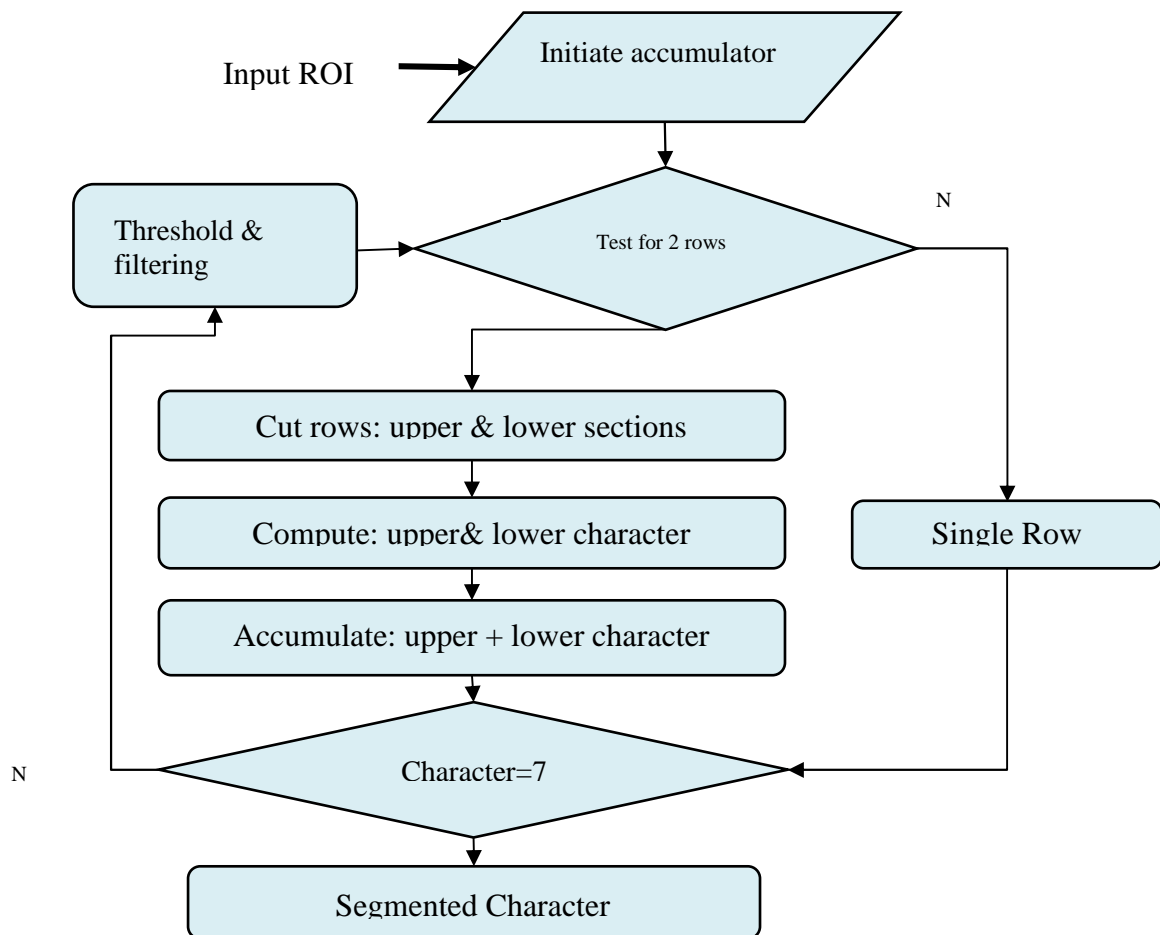 Initiate accumulator
Input ROI
N
Threshold &
filtering
Test for 2 rows
Cut rows: upper & lower sections
Compute: upper& lower character
Single Row
Accumulate: upper + lower character
N
Character=7
Segmented Character